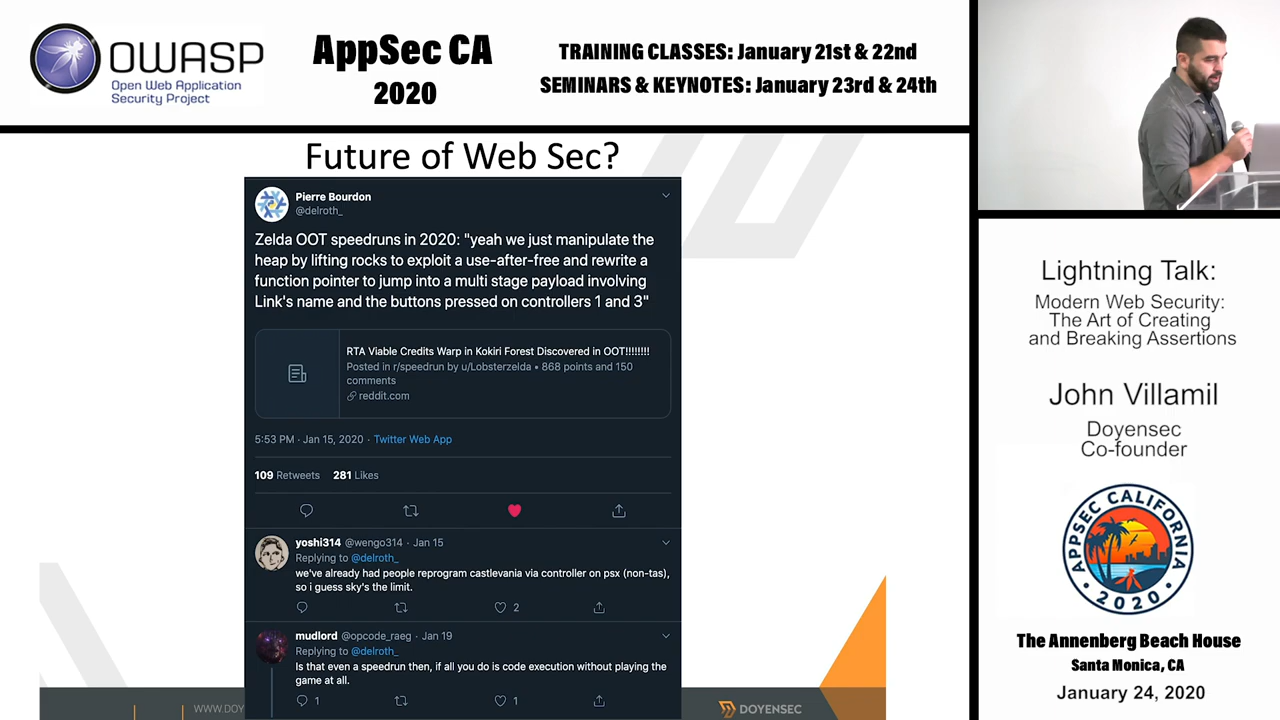 OWASP
Open Web Application
Security Project
AppSec CA
2020
TRAINING CLASSES: January 21st & 22nd
SEMINARS & KEYNOTES: January 23rd & 24th
Future of Web Sec?
Pierre Bourdon
@delroth_
Zelda OOT speedruns in 2020: "yeah we just manipulate the
heap by lifting rocks to exploit a use-after-free and rewrite a
function pointer to jump into a multi stage payload involving
Link's name and the buttons pressed on controllers 1 and 3"
RTA Viable Credits Warp in Kokiri Forest Discovered in OOT!!!!!!!!
Posted in r/speedrun by u/Lobsterzelda • 868 points and 150
comments
reddit.com
5:53 PM · Jan 15, 2020 · Twitter Web App
109 Retweets 281 Likes
yoshi314 @wengo314 · Jan 15
Replying to @delroth_
we've already had people reprogram castlevania via controller on psx (non-tas),
so i guess sky's the limit.
2
mudlord @opcode_raeg · Jan 19
Replying to @delroth_
Is that even a speedrun then, if all you do is code execution without playing the
game at all.
1 1
WWW.DOY
DOYENSEC
Lightning Talk:
Modern Web Security:
The Art of Creating
and Breaking Assertions
John Villamil
Doyensec
Co-founder
APPSEC CALIFORNIA
2020
The Annenberg Beach House
Santa Monica, CA
January 24, 2020